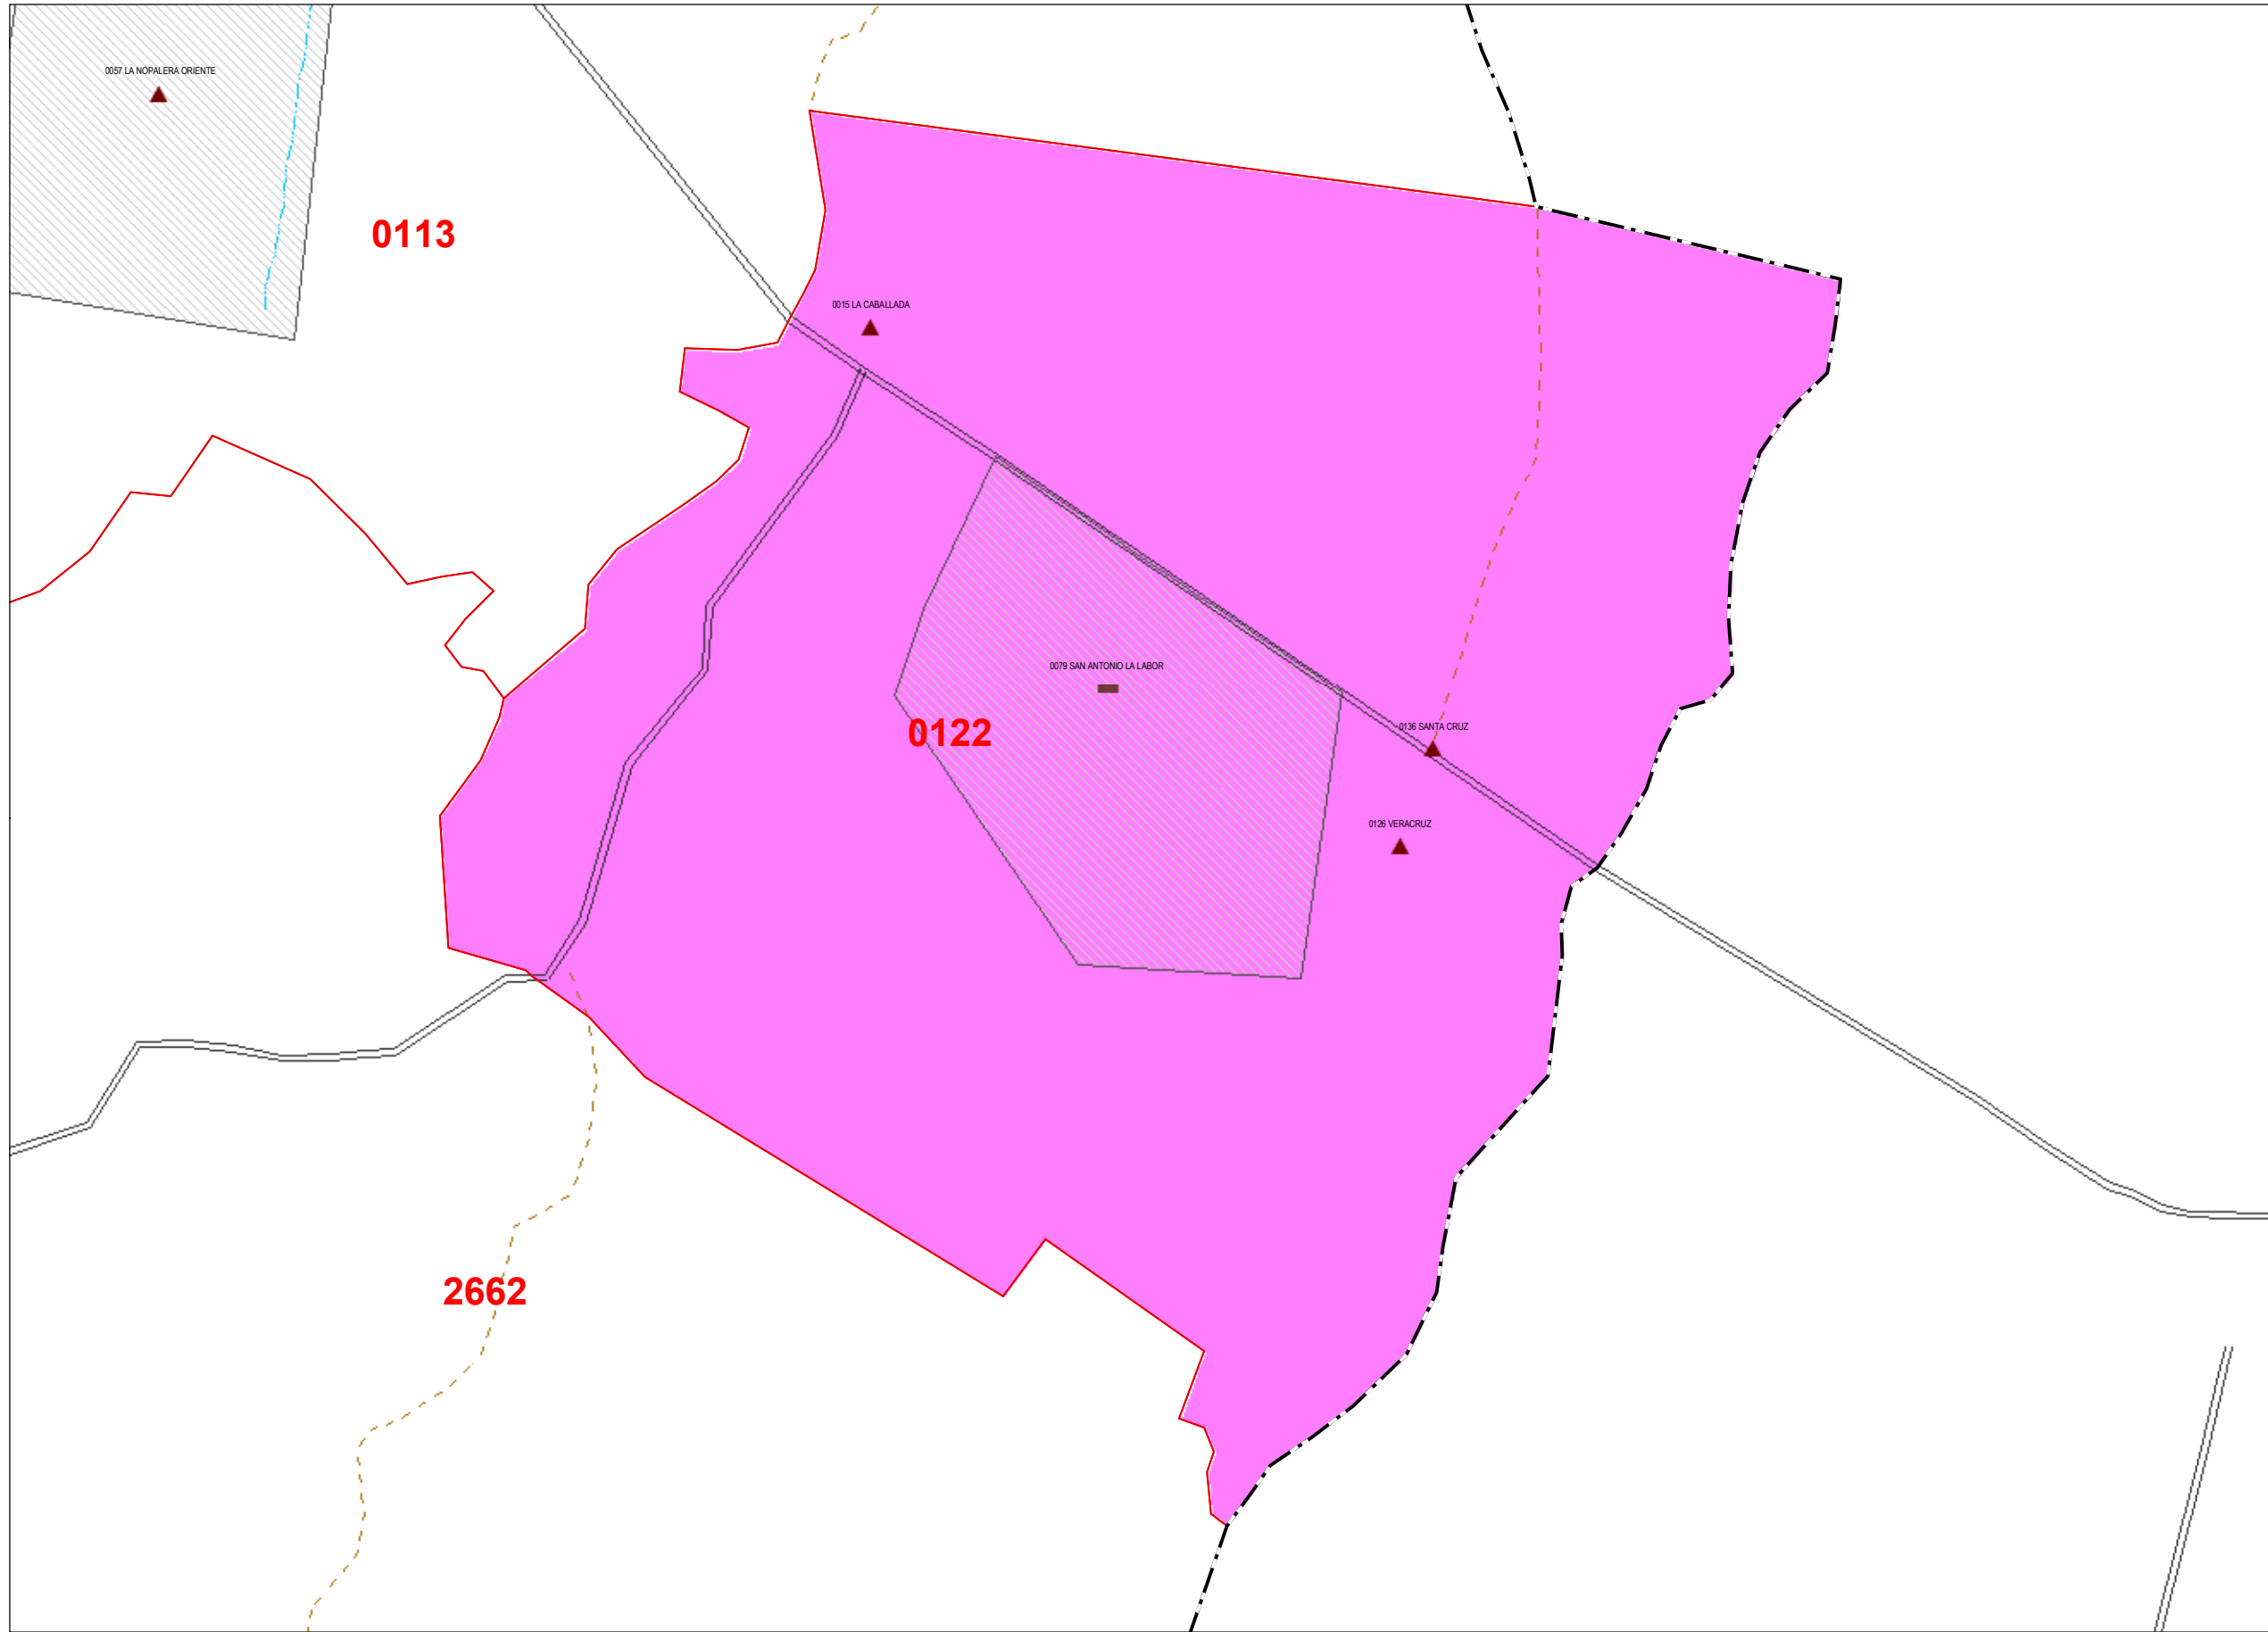 0057 LA NOPALERA ORIENTE
0113
0015 LA CABALLADA
0079 SAN ANTONIO LA LABOR
0122
0136 SANTA CRUZ
0126 VERACRUZ
2662